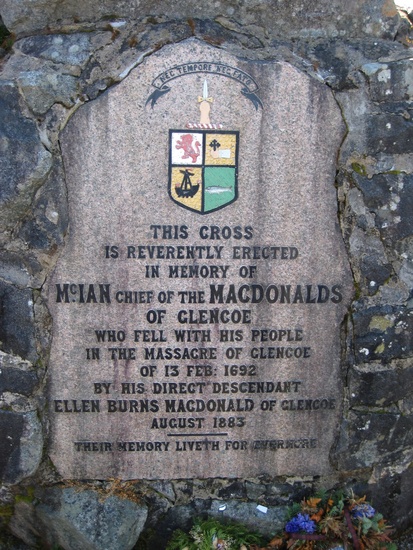 NEC TEMPORE NEC FATO
THIS CROSS
IS REVERENTLY ERECTED
IN MEMORY OF
McIAN CHIEF OF THE MACDONALDS
OF GLENCOE
WHO FELL WITH HIS PEOPLE
IN THE MASSACRE OF GLENCOE
OF 13 FEB: 1692
BY HIS DIRECT DESCENDANT
ELLEN BURNS MACDONALD OF GLENCOE
AUGUST 1883
THEIR MEMORY LIVETH FOR EVERMORE